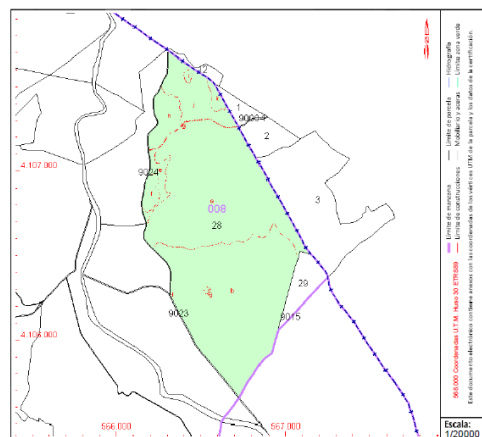 12
1
2
4.107.000
9024
3
008
28
29
9023
9015
4.106.000
566.000
567.000
Límite de manzana
Límite de parcela
Hidrografía
Límite de construcciones
Mobiliario y aceras
Límite zona verde
Coordenadas U.T.M. Huso 30 ETRS89
Este documento electrónico contiene anexos con las coordenadas de los vértices UTM de la parcela y los datos de la certificación.
Escala:
1/20000